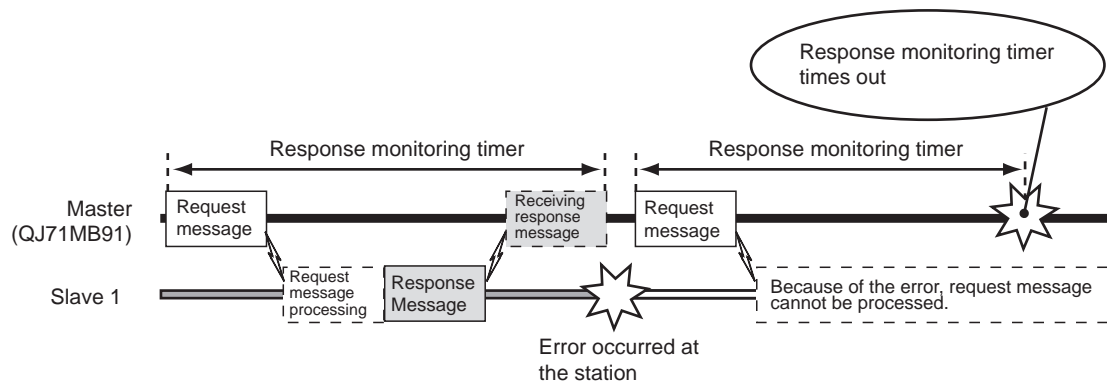 Response monitoring timer
times out
Response monitoring timer
Response monitoring timer
Master
(QJ71MB91)
Request
message
Receiving
response
message
Request
message
Slave 1
Request
message
processing
Response
Message
Because of the error, request message
cannot be processed.
Error occurred at
the station